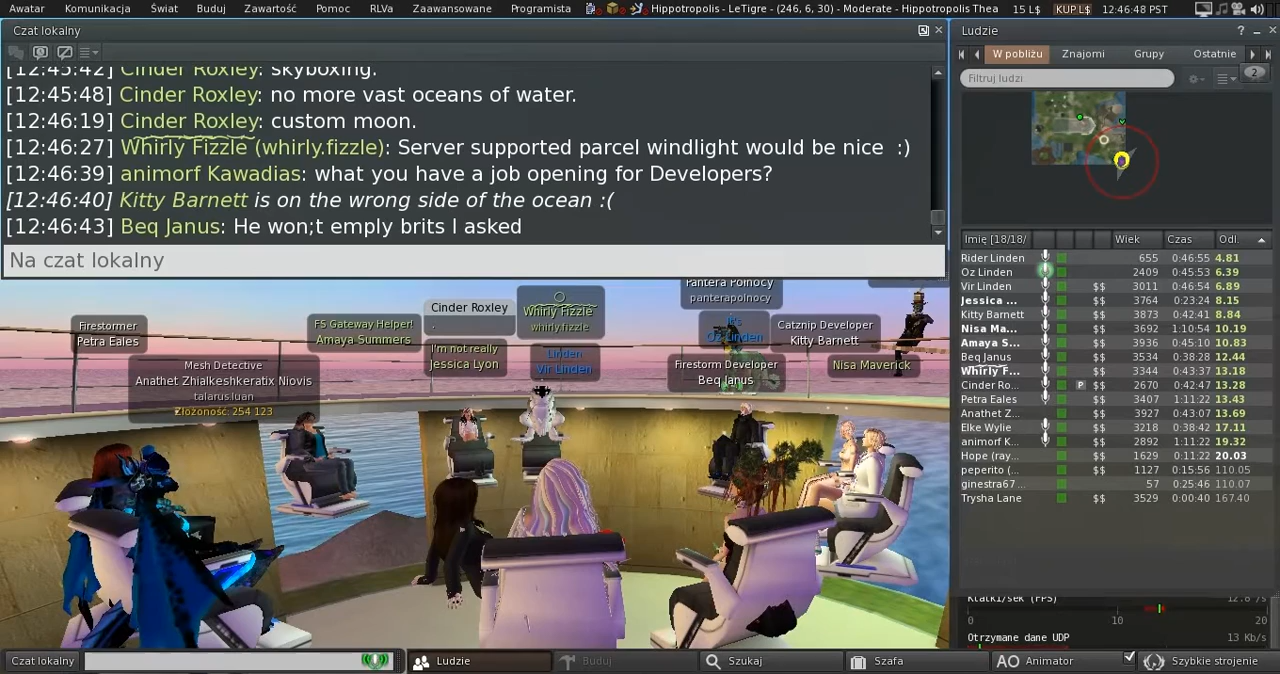 Awatar Komunikacja Świat Buduj Zawartość Pomoc RLVa Zaawansowane Programista Hippotropolis - LeTigre - (246, 6, 30) - Moderate - Hippotropolis Thea 15 L$ KUP L$ 12:46:48 PST
Czat lokalny
[12:45:42] Cinder Roxley: skyboxing.
[12:45:48] Cinder Roxley: no more vast oceans of water.
[12:46:19] Cinder Roxley: custom moon.
[12:46:27] Whirly Fizzle (whirly.fizzle): Server supported parcel windlight would be nice :)
[12:46:39] animorf Kawadias: what you have a job opening for Developers?
[12:46:40] Kitty Barnett is on the wrong side of the ocean :(
[12:46:43] Beq Janus: He won;t emply brits I asked
Na czat lokalny
Firestormer
Petra Eales
Mesh Detective
Anathet Zhialkeshkeratix Niovis
talarus.luan
Złożoność: 254 123
FS Gateway Helper!
Amaya Summers
Cinder Roxley
.
I'm not really
Jessica Lyon
Whirly Fizzle
whirly.fizzle
Linden
Vir Linden
Pantera Północy
panterapolnocy
It's
Oz Linden
Firestorm Developer
Beq Janus
Catznip Developer
Kitty Barnett
Nisa Maverick
Ludzie
?
W pobliżu Znajomi Grupy Ostatnie
Filtruj ludzi 2
Imię [18/18/ Wiek Czas Odl.
Rider Linden 655 0:46:55 4.81
Oz Linden 2409 0:45:53 6.39
Vir Linden $$ 3011 0:46:54 6.89
Jessica ... $$ 3764 0:23:24 8.15
Kitty Barnett $$ 3873 0:42:41 8.84
Nisa Ma... $$ 3692 1:10:54 10.19
Amaya S... $$ 3936 0:45:10 10.83
Beq Janus $$ 3534 0:38:28 12.44
Whirly F... $$ 3344 0:43:37 13.18
Cinder Ro... P $$ 2670 0:42:47 13.28
Petra Eales $$ 3407 1:11:22 13.43
Anathet Z... $$ 3927 0:43:07 13.69
Elke Wylie $$ 3218 0:38:42 17.11
animorf K... $$ 2892 1:11:22 19.32
Hope (ray... $$ 1629 0:11:22 20.03
peperito (... $$ 1127 0:15:56 110.05
ginestra67... 57 0:25:46 110.07
Trysha Lane $$ 3529 0:00:40 167.40
Klatki/sek (FPS) 12.6 /s
0 10 20
Otrzymane dane UDP 13 Kb/s
Czat lokalny Ludzie Buduj Szukaj Szafa AO Animator Szybkie strojenie